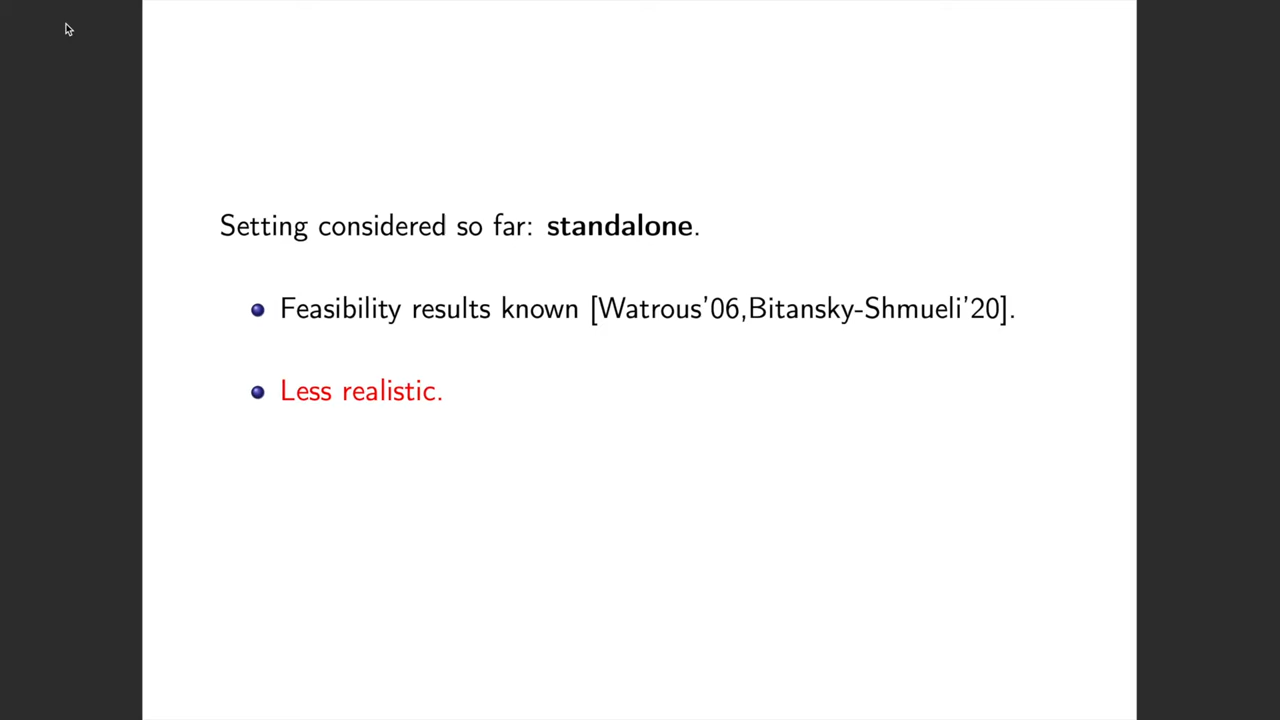 Setting considered so far: standalone.
Feasibility results known [Watrous'06,Bitansky-Shmueli'20].
Less realistic.